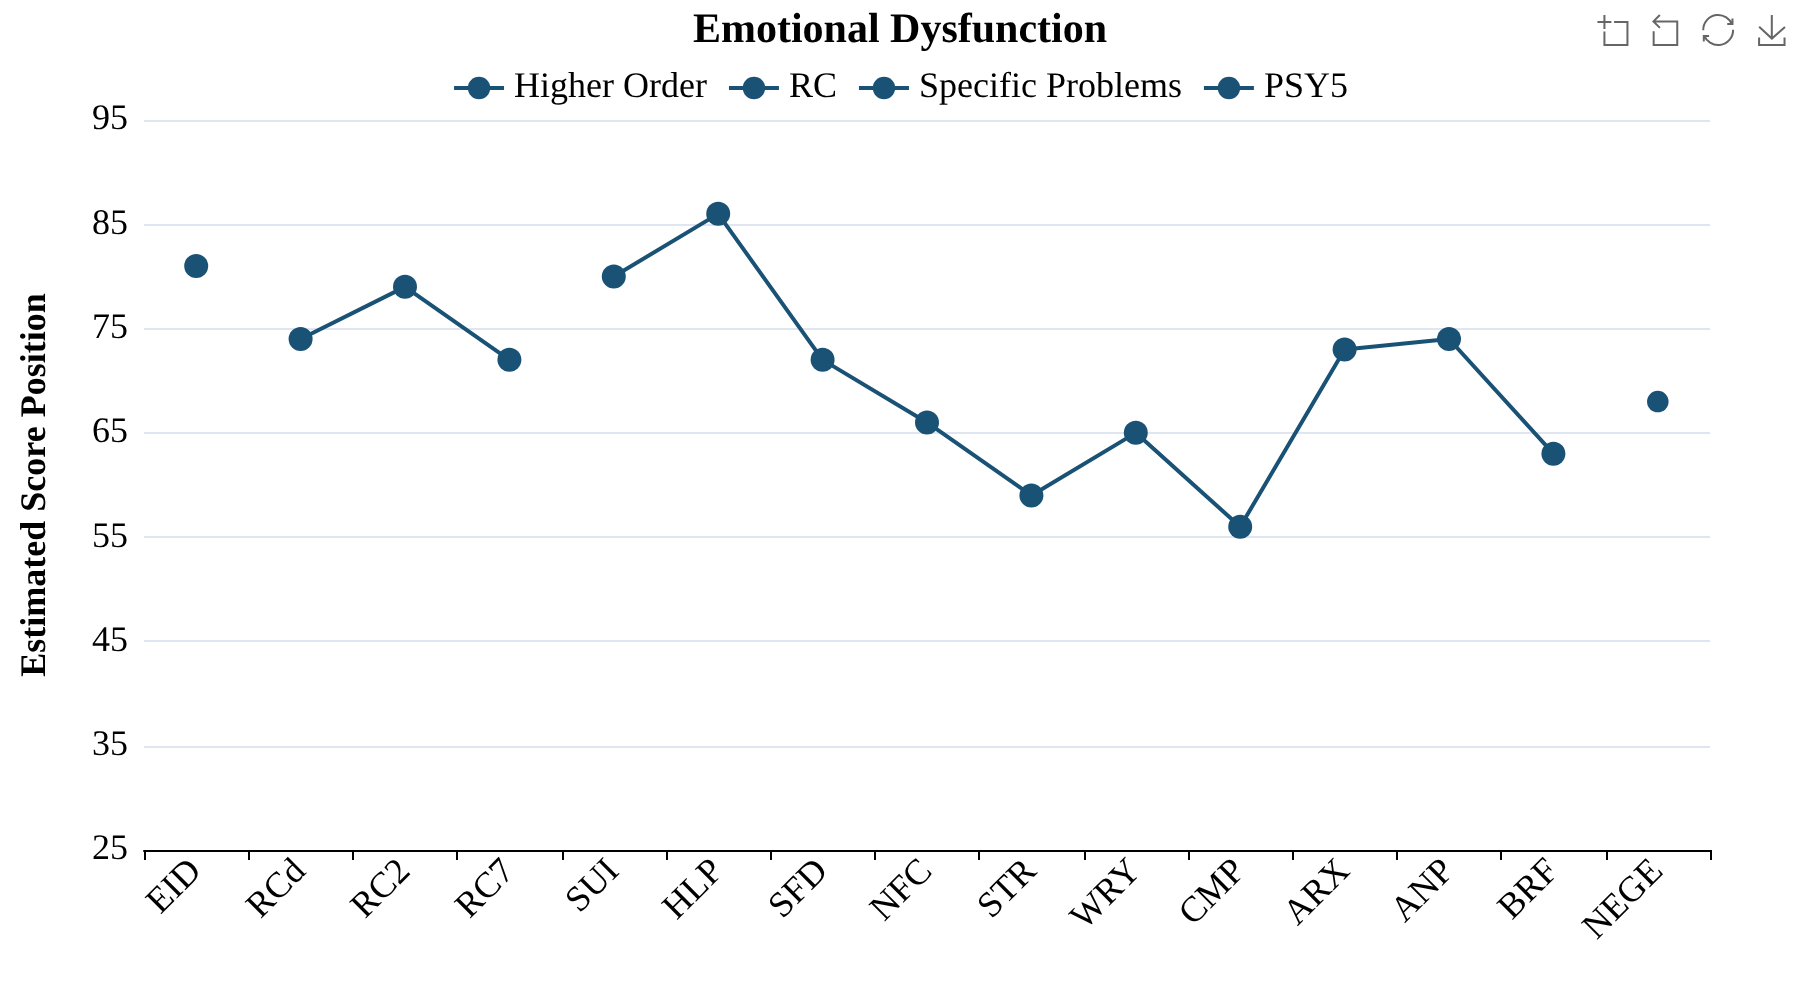 Emotional Dysfunction
Higher Order RC Specific Problems PSY5
Estimated Score Position
95
85
75
65
55
45
35
25
EID RCd RC2 RC7 SUI HLP SFD NFC STR WRY CMP ARX ANP BRF NEGE